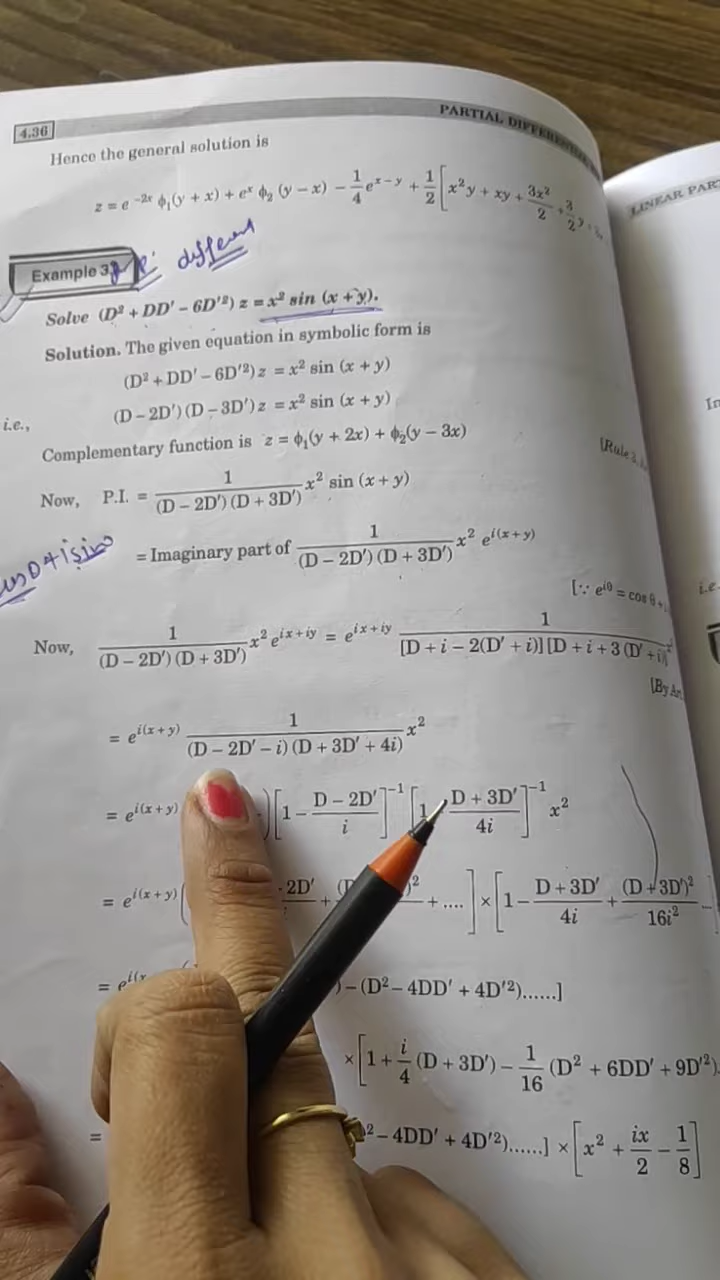 4.36
PARTIAL DIFFERENTIAL
LINEAR PAR
Hence the general solution is
z = e^{-2x} ϕ₁(y + x) + e^x ϕ₂ (y – x) – 1/4 e^{x – y} + 1/2 [x²y + xy + 3x²/2 + 3/2 y +
Example 3
different
Solve (D² + DD′ – 6D′²) z = x² sin (x + y).
Solution. The given equation in symbolic form is
(D² + DD′ – 6D′²) z = x² sin (x + y)
i.e., (D – 2D′) (D – 3D′) z = x² sin (x + y)
Complementary function is z = ϕ₁(y + 2x) + ϕ₂(y – 3x)
[Rule
Now, P.I. = 1/((D – 2D′) (D + 3D′)) x² sin (x + y)
= Imaginary part of 1/((D – 2D′) (D + 3D′)) x² e^{i(x + y)}
[∵ e^{iθ} = cos θ +
Now, 1/((D – 2D′) (D + 3D′)) x² e^{ix + iy} = e^{ix + iy} 1/([D + i – 2(D′ + i)] [D + i + 3 (D′ + i)]
[By
= e^{i(x + y)} 1/((D – 2D′ – i) (D + 3D′ + 4i)) x²
= e^{i(x + y)} ) [1 – (D – 2D′)/i]^{–1} [1 (D + 3D′)/4i]^{–1} x²
= e^{i(x + y)} ( 2D′ + + ....] × [1 – (D + 3D′)/4i + (D + 3D′)²/16i² ...
= ) – (D² – 4DD′ + 4D′²)......]
× [1 + i/4 (D + 3D′) – 1/16 (D² + 6DD′ + 9D′²)
= – 4DD′ + 4D′²)......] × [x² + ix/2 – 1/8]